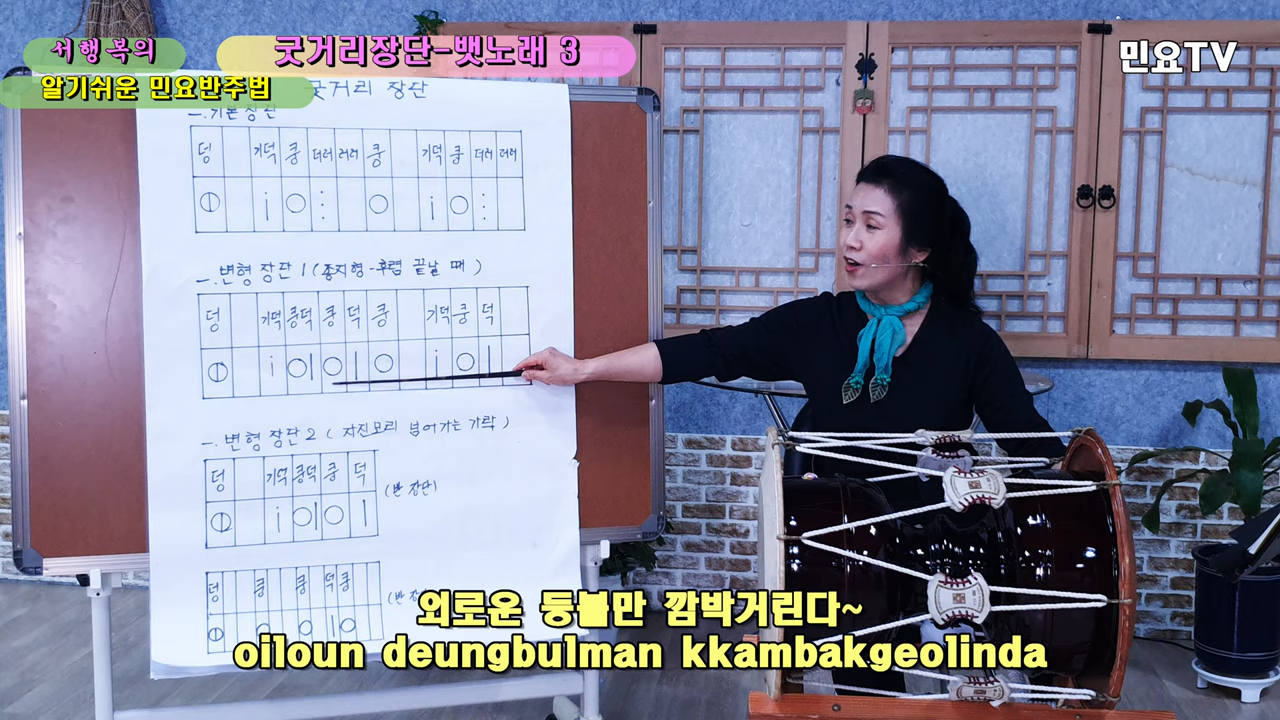 서행복의
굿거리장단-뱃노래 3
민요TV
알기쉬운 민요반주법
굿거리 장단
一.기본장단
덩 기덕 쿵 더러 러러 쿵 기덕 쿵 더러 러러
一.변형 장단 1 (종지형-후렴 끝날 때)
덩 기덕 쿵덕 쿵 덕 쿵 기덕 쿵 덕
一.변형 장단 2 (자진모리 넘어가는 가락)
덩 기덕 쿵덕 쿵 덕
(반 장단)
덩 쿵 쿵 덕 쿵
(반 장
외로운 등불만 깜박거린다~
oiloun deungbulman kkambakgeolinda